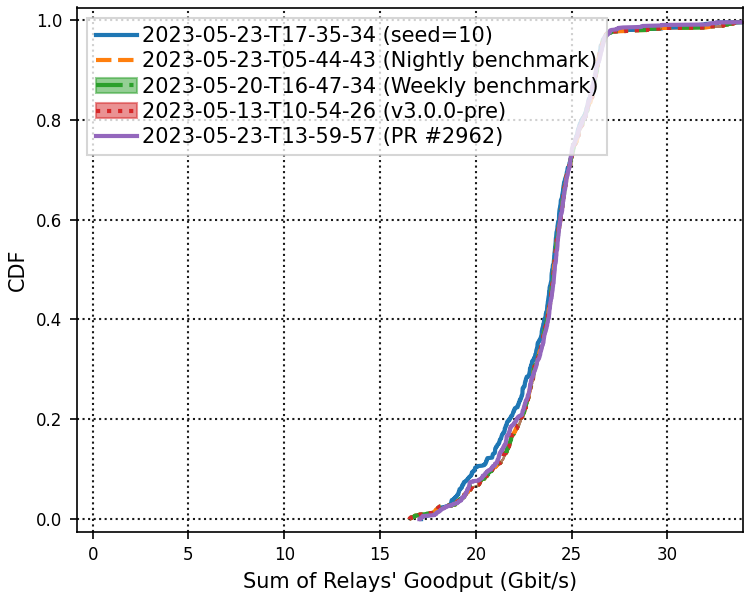 2023-05-23-T17-35-34 (seed=10)
2023-05-23-T05-44-43 (Nightly benchmark)
2023-05-20-T16-47-34 (Weekly benchmark)
2023-05-13-T10-54-26 (v3.0.0-pre)
2023-05-23-T13-59-57 (PR #2962)
CDF
1.0
0.8
0.6
0.4
0.2
0.0
0 5 10 15 20 25 30
Sum of Relays' Goodput (Gbit/s)